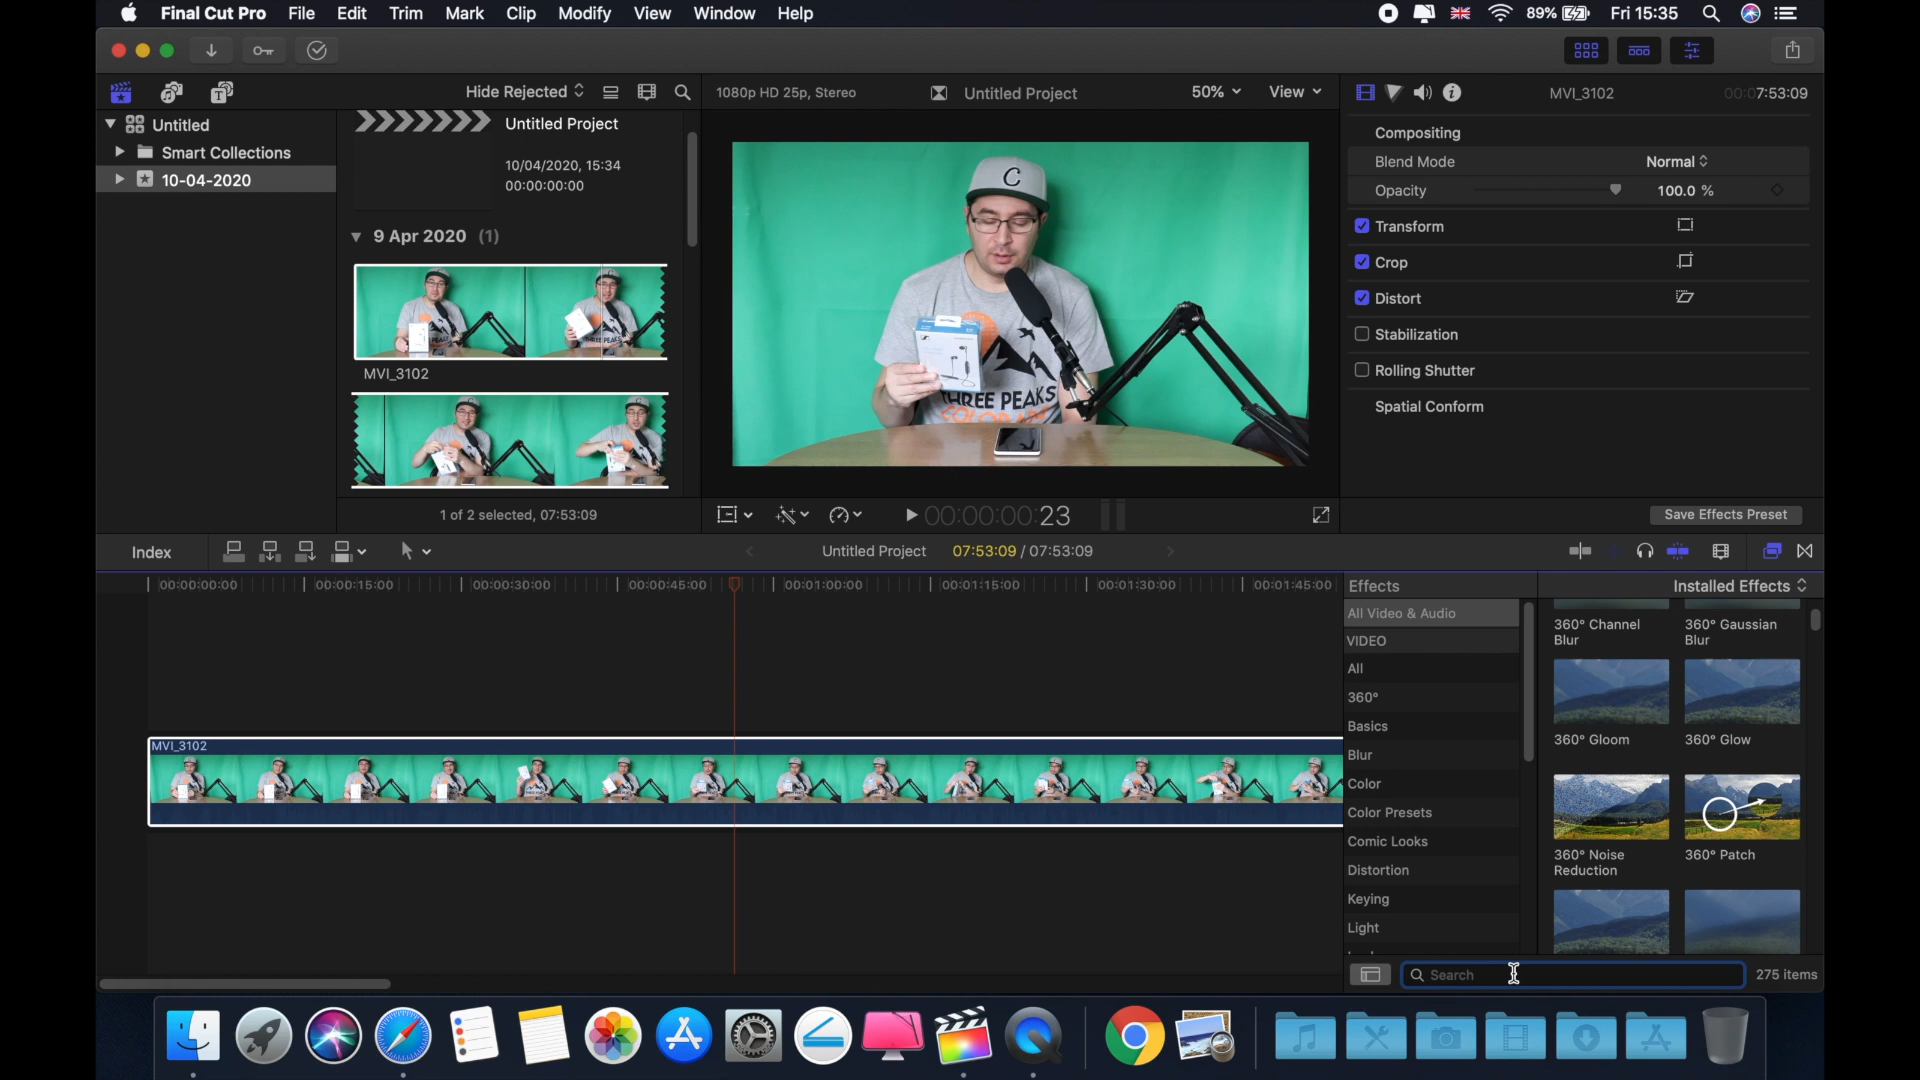 Final Cut Pro File Edit Trim Mark Clip Modify View Window Help 89% Fri 15:35
Hide Rejected
1080p HD 25p, Stereo Untitled Project 50% View
MVI_3102 00:07:53:09
Untitled
Smart Collections
10-04-2020
Untitled Project
10/04/2020, 15:34
00:00:00:00
9 Apr 2020 (1)
MVI_3102
1 of 2 selected, 07:53:09
C
THREE PEAKS
COLORADO
00:00:00:23
Compositing
Blend Mode Normal
Opacity 100.0 %
Transform
Crop
Distort
Stabilization
Rolling Shutter
Spatial Conform
Save Effects Preset
Index Untitled Project 07:53:09 / 07:53:09
00:00:00:00 00:00:15:00 00:00:30:00 00:00:45:00 00:01:00:00 00:01:15:00 00:01:30:00 00:01:45:00
MVI_3102
Effects Installed Effects
All Video & Audio
VIDEO
All
360°
Basics
Blur
Color
Color Presets
Comic Looks
Distortion
Keying
Light
360° Channel
Blur
360° Gaussian
Blur
360° Gloom
360° Glow
360° Noise
Reduction
360° Patch
Search 275 items